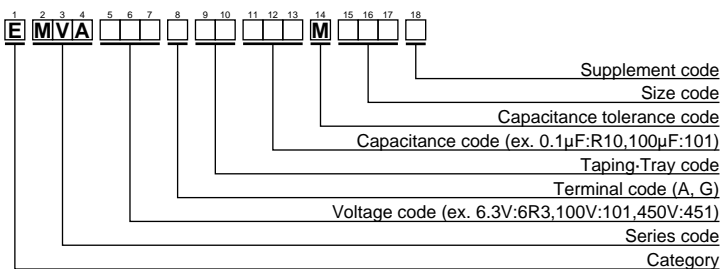 1 2 3 4 5 6 7 8 9 10 11 12 13 14 15 16 17 18
E M V A M
Supplement code
Size code
Capacitance tolerance code
Capacitance code (ex. 0.1μF:R10,100μF:101)
Taping·Tray code
Terminal code (A, G)
Voltage code (ex. 6.3V:6R3,100V:101,450V:451)
Series code
Category